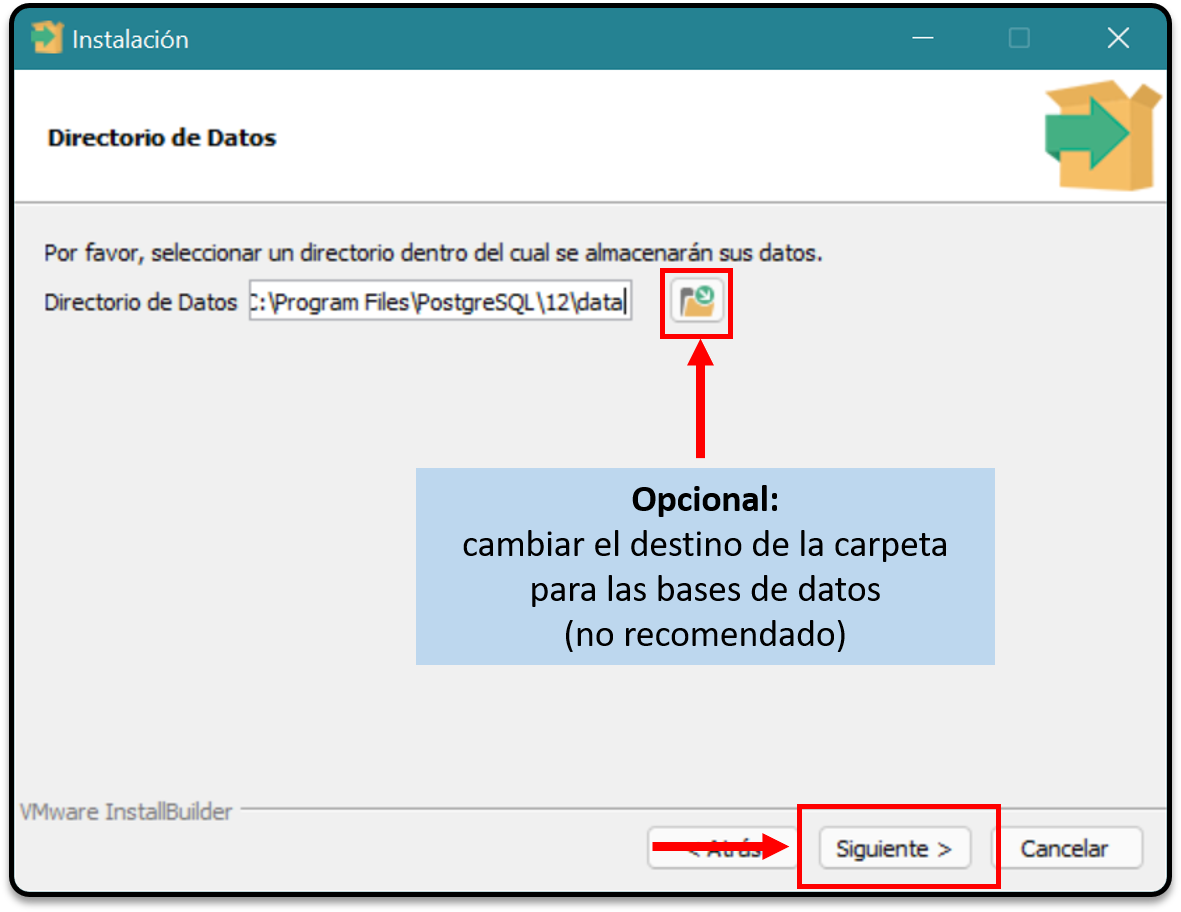 Instalación
Directorio de Datos
Por favor, seleccionar un directorio dentro del cual se almacenarán sus datos.
Directorio de Datos C:\Program Files\PostgreSQL\12\data
Opcional:
cambiar el destino de la carpeta
para las bases de datos
(no recomendado)
VMware InstallBuilder
< Atrás Siguiente > Cancelar